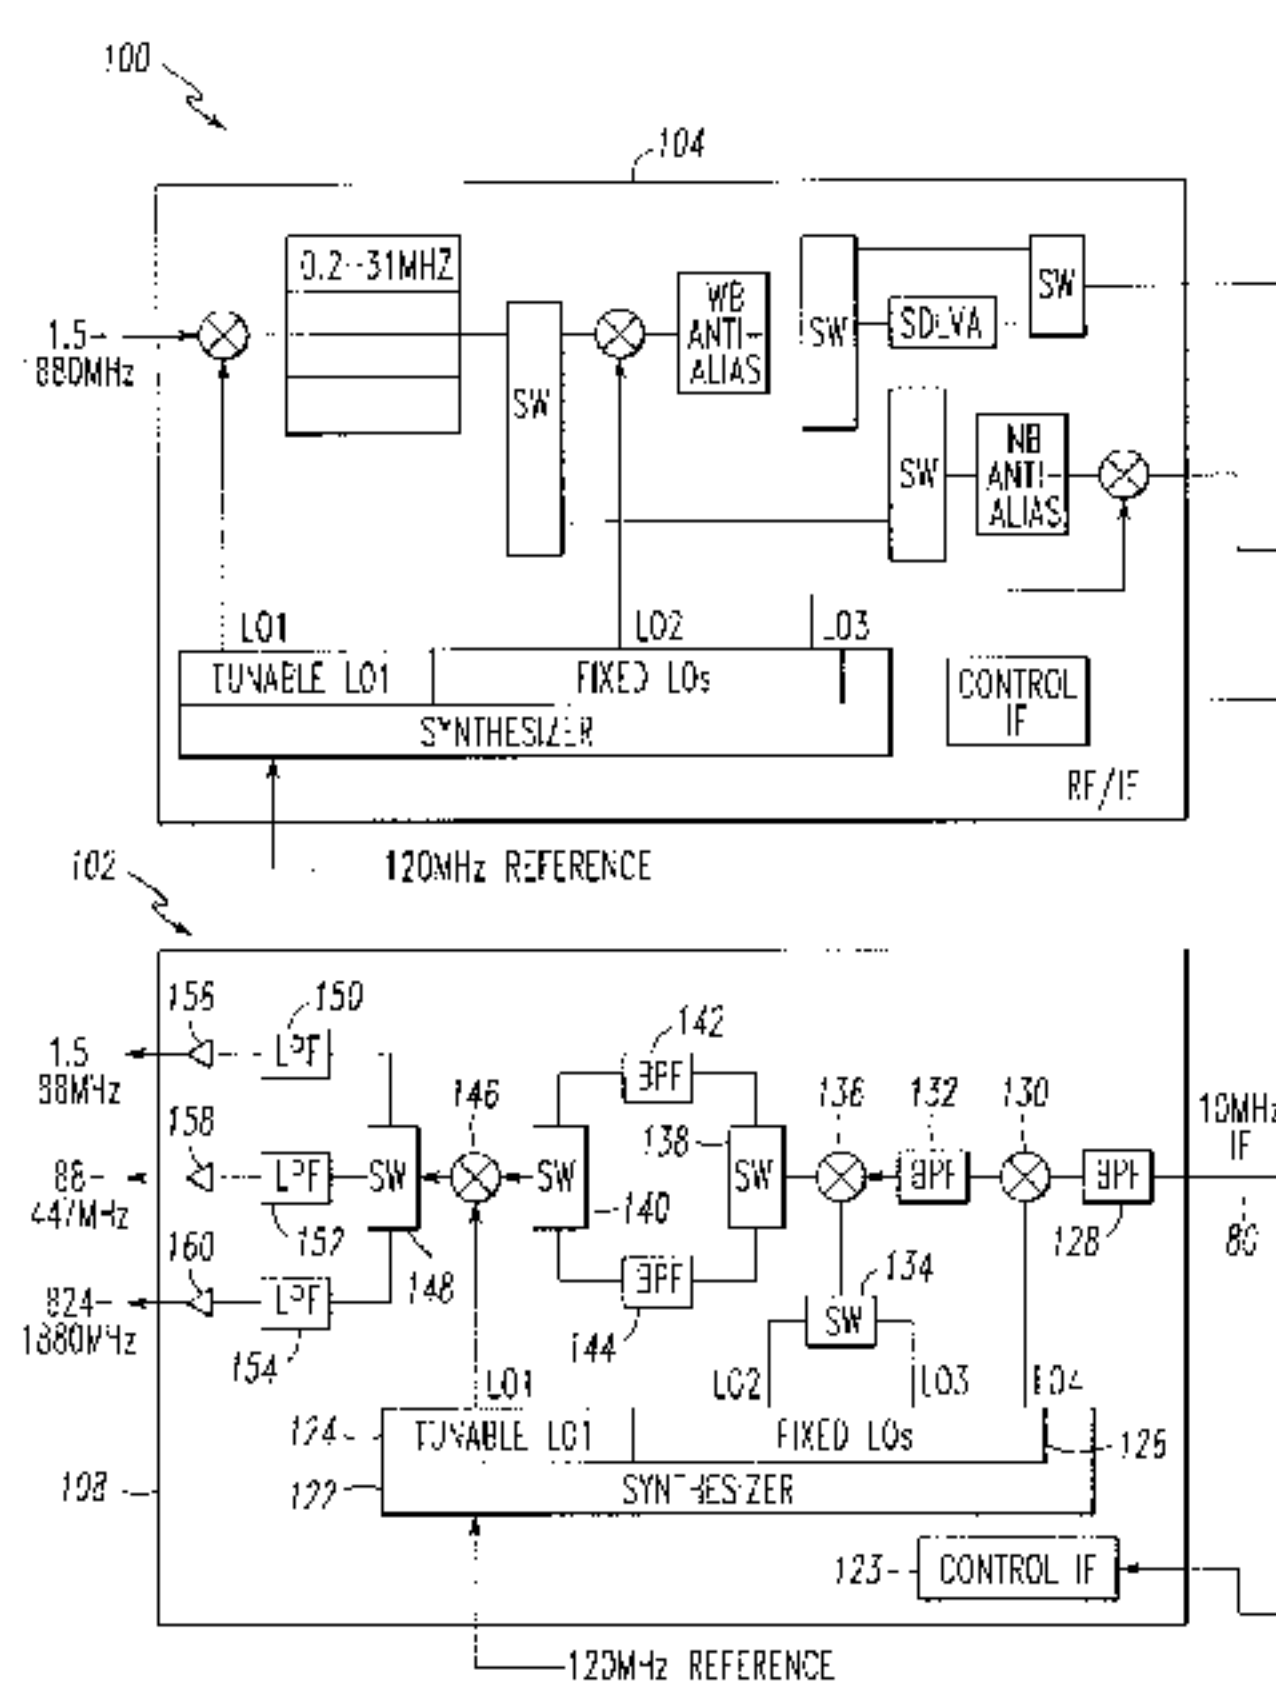 100
104
0.2-31MHZ
WB
ANTI-
ALIAS
SW
SDLVA
SW
1.5-
1880MHz
SW
SW
NB
ANTI-
ALIAS
LO1
LO2
LO3
TUNABLE LO1
FIXED LOs
SYNTHESIZER
CONTROL
IF
RF/IF
120MHz REFERENCE
102
156
150
142
1.5
88MHz
LPF
BPF
146
136
132
130
10MHz
IF
158
138
88-
447MHz
LPF
SW
SW
SW
BPF
BPF
152
140
128
80
160
148
134
824-
1880MHz
LPF
BPF
SW
154
144
LO1
LO2
LO3
LO4
124
TUNABLE LO1
FIXED LOs
126
108
122
SYNTHESIZER
123
CONTROL IF
120MHz REFERENCE